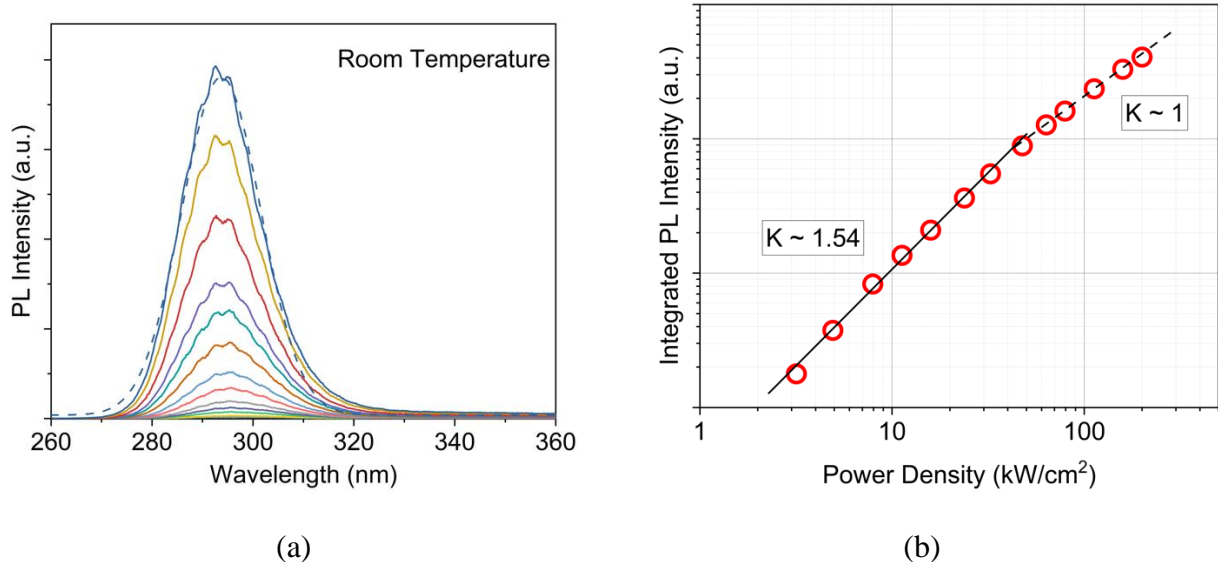 Room Temperature
PL Intensity (a.u.)
260 280 300 320 340 360
Wavelength (nm)
(a)
Integrated PL Intensity (a.u.)
K ~ 1
K ~ 1.54
1 10 100
Power Density (kW/cm²)
(b)